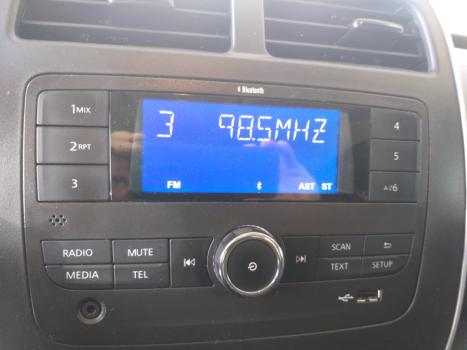 Bluetooth
1MIX
2RPT
3
3 98.5MHZ
FM AST ST
4
5
A-Z6
RADIO MUTE
MEDIA TEL
SCAN
TEXT SETUP